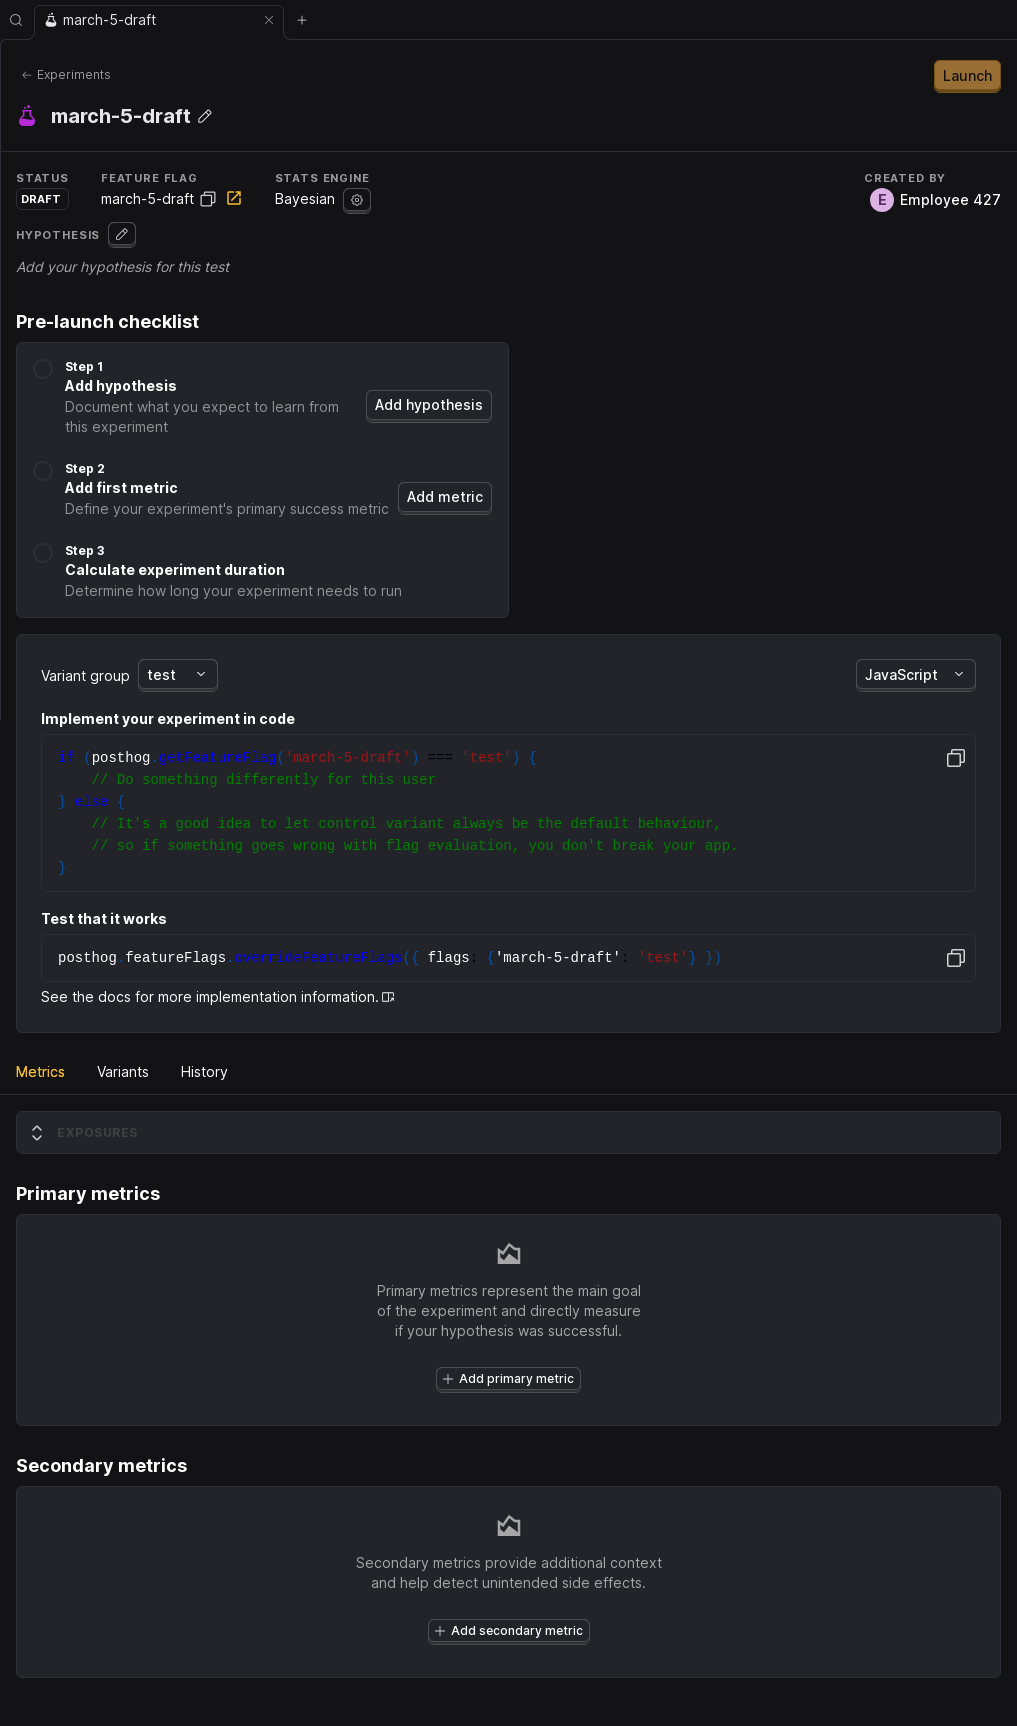 march-5-draft
Experiments
Launch
march-5-draft
STATUS
FEATURE FLAG
STATS ENGINE
CREATED BY
DRAFT
march-5-draft
Bayesian
E
Employee 427
HYPOTHESIS
Add your hypothesis for this test
Pre-launch checklist
Step 1
Add hypothesis
Document what you expect to learn from
this experiment
Add hypothesis
Step 2
Add first metric
Define your experiment's primary success metric
Add metric
Step 3
Calculate experiment duration
Determine how long your experiment needs to run
Variant group
test
JavaScript
Implement your experiment in code
if (posthog.getFeatureFlag('march-5-draft') === 'test') {
// Do something differently for this user
} else {
// It's a good idea to let control variant always be the default behaviour,
// so if something goes wrong with flag evaluation, you don't break your app.
}
Test that it works
posthog.featureFlags.overrideFeatureFlags({ flags: {'march-5-draft': 'test'} })
See the docs for more implementation information.
Metrics
Variants
History
EXPOSURES
Primary metrics
Primary metrics represent the main goal
of the experiment and directly measure
if your hypothesis was successful.
Add primary metric
Secondary metrics
Secondary metrics provide additional context
and help detect unintended side effects.
Add secondary metric